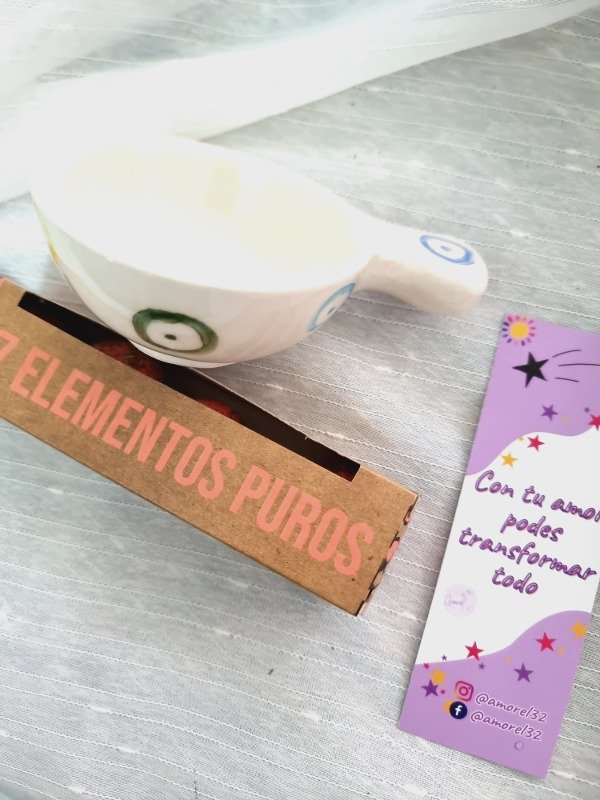 7 ELEMENTOS PUROS
Con tu amor
podes
transformar
todo
@amorel32
@amorel32